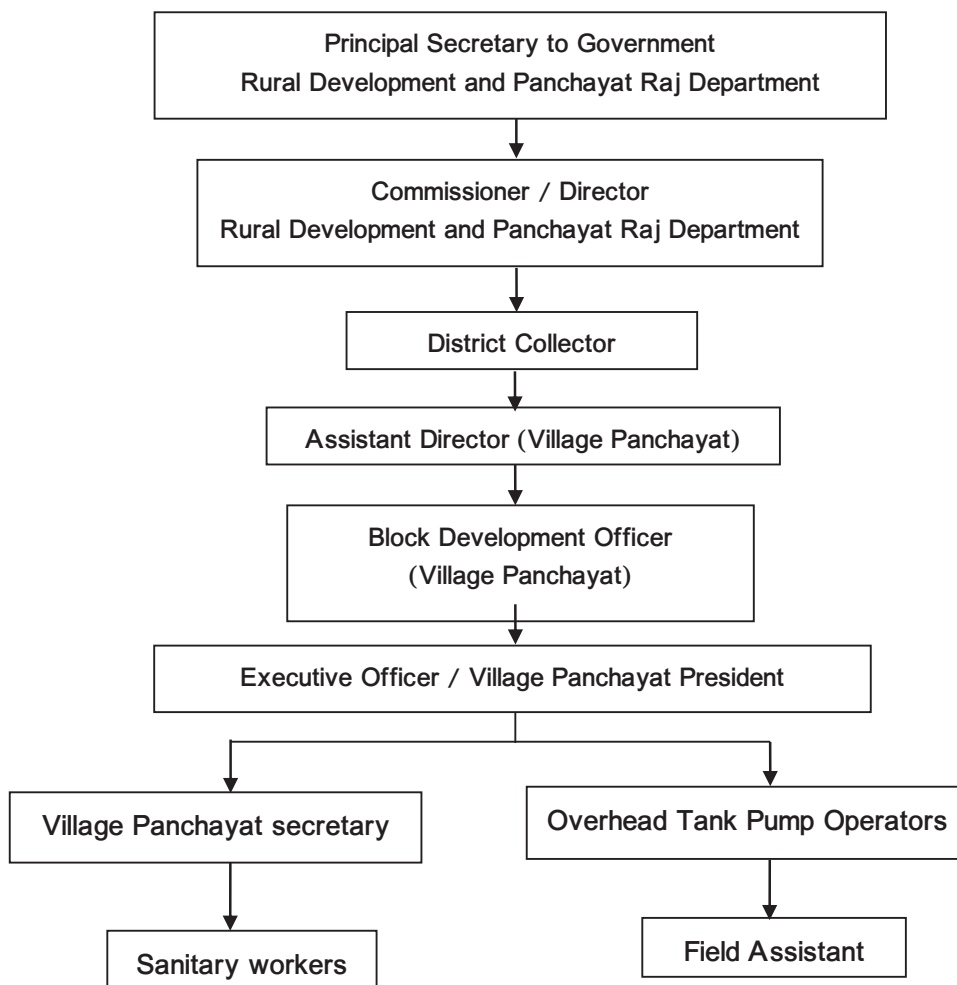 Principal Secretary to Government
Rural Development and Panchayat Raj Department
Commissioner / Director
Rural Development and Panchayat Raj Department
District Collector
Assistant Director (Village Panchayat)
Block Development Officer
(Village Panchayat)
Executive Officer / Village Panchayat President
Village Panchayat secretary
Overhead Tank Pump Operators
Sanitary workers
Field Assistant